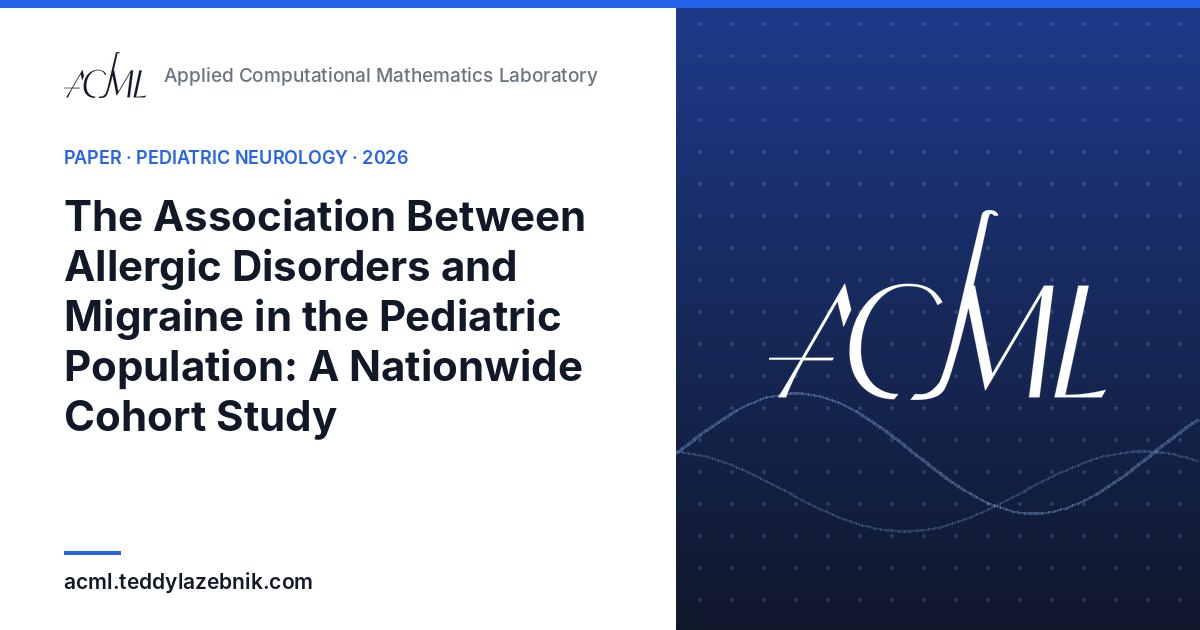 ACML Applied Computational Mathematics Laboratory
PAPER · PEDIATRIC NEUROLOGY · 2026
The Association Between
Allergic Disorders and
Migraine in the Pediatric
Population: A Nationwide
Cohort Study
acml.teddylazebnik.com
ACML